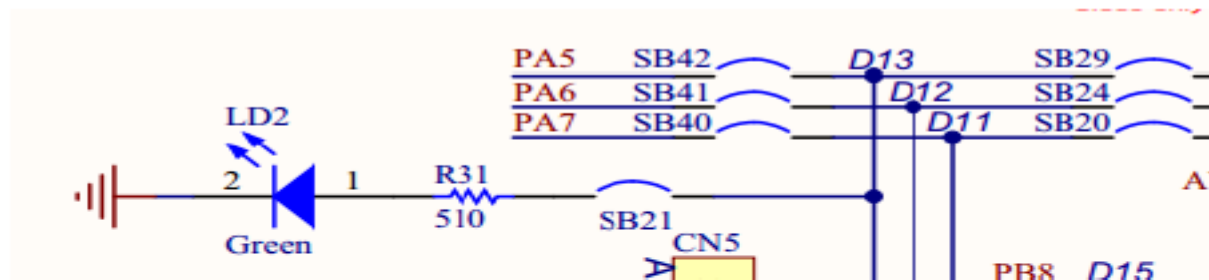 PA5 SB42 D13 SB29
PA6 SB41 D12 SB24
PA7 SB40 D11 SB20
LD2
2 1 R31
510
SB21
Green
CN5
A
PB8 D15